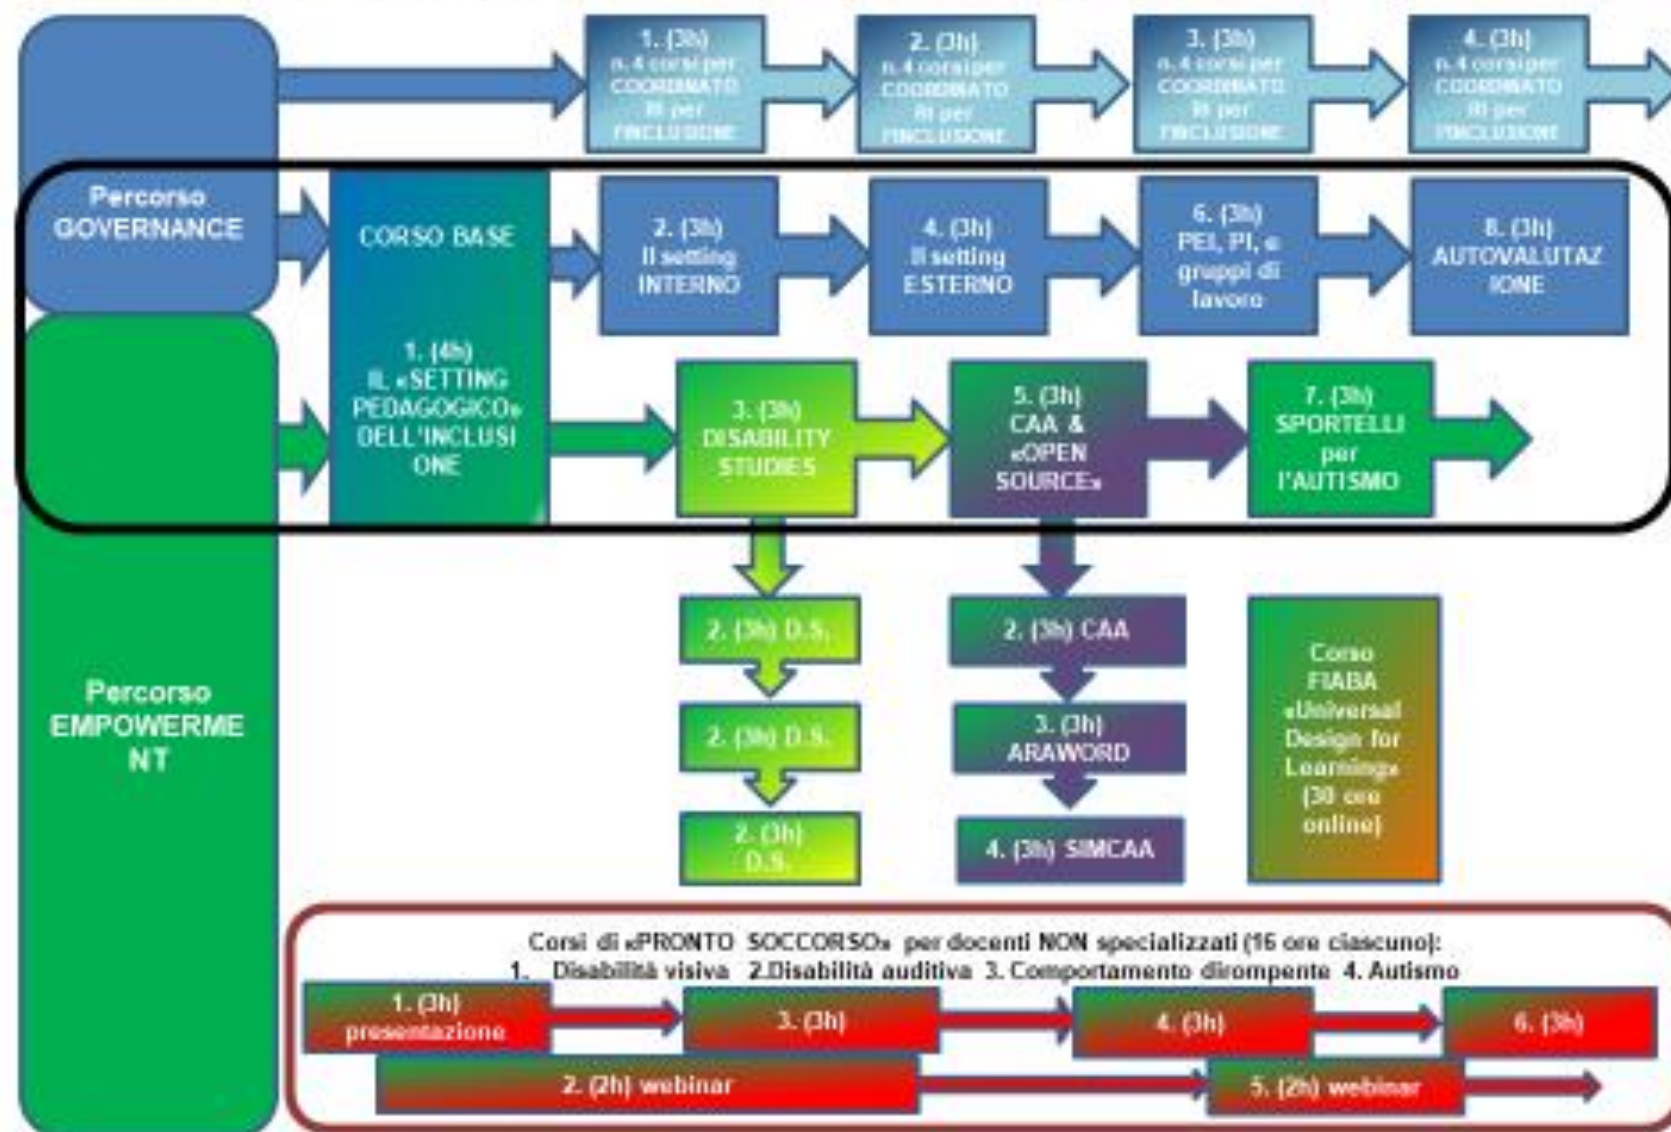 1. (3h)
n. 4 corsi per
COORDINATO
RI per
l'INCLUSIONE
2. (3h)
n. 4 corsi per
COORDINATO
RI per
l'INCLUSIONE
3. (3h)
n. 4 corsi per
COORDINATO
RI per
l'INCLUSIONE
4. (3h)
n. 4 corsi per
COORDINATO
RI per
l'INCLUSIONE
Percorso
GOVERNANCE
CORSO BASE
1. (4h)
IL «SETTING
PEDAGOGICO»
DELL'INCLUSI
ONE
2. (3h)
Il setting
INTERNO
4. (3h)
Il setting
ESTERNO
6. (3h)
PEI, PI, e
gruppi di
lavoro
8. (3h)
AUTOVALUTAZ
IONE
3. (3h)
DISABILITY
STUDIES
5. (3h)
CAA &
«OPEN
SOURCE»
7. (3h)
SPORTELLI
per
l'AUTISMO
Percorso
EMPOWERME
NT
2. (3h) D.S.
2. (3h) D.S.
2. (3h)
D.S.
2. (3h) CAA
3. (3h)
ARAWORD
4. (3h) SIMCAA
Corso
FIABA
«Universal
Design for
Learning»
(30 ore
online)
Corsi di «PRONTO SOCCORSO» per docenti NON specializzati (16 ore ciascuno):
1. Disabilità visiva 2.Disabilità auditiva 3. Comportamento dirompente 4. Autismo
1. (3h)
presentazione
3. (3h)
4. (3h)
6. (3h)
2. (2h) webinar
5. (2h) webinar